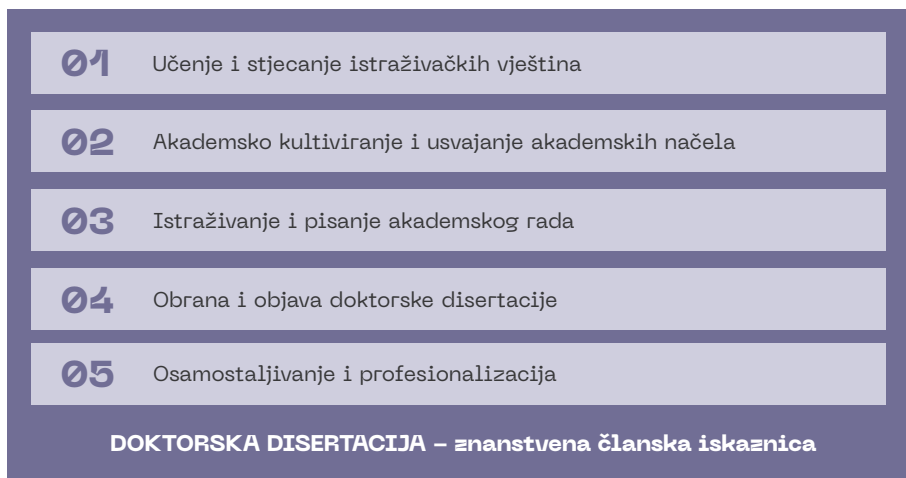 01 Učenje i stjecanje istraživačkih vještina
02 Akademsko kultiviranje i usvajanje akademskih načela
03 Istraživanje i pisanje akademskog rada
04 Obrana i objava doktorske disertacije
05 Osamostaljivanje i profesionalizacija
DOKTORSKA DISERTACIJA – znanstvena članska iskaznica